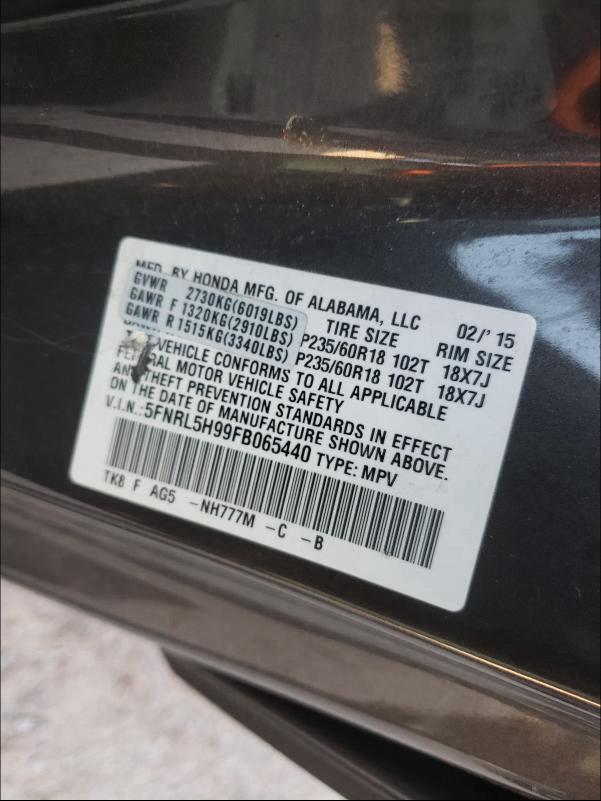 MFD. BY HONDA MFG. OF ALABAMA, LLC 02/'15
GVWR 2730KG(6019LBS) TIRE SIZE RIM SIZE
GAWR F 1320KG(2910LBS) P235/60R18 102T 18X7J
GAWR R 1515KG(3340LBS) P235/60R18 102T 18X7J
VEHICLE CONFORMS TO ALL APPLICABLE
FEDERAL MOTOR VEHICLE SAFETY
AND THEFT PREVENTION STANDARDS IN EFFECT
ON THE DATE OF MANUFACTURE SHOWN ABOVE.
V.I.N.:5FNRL5H99FB065440 TYPE: MPV
TK8 F AG5 -NH777M -C -B